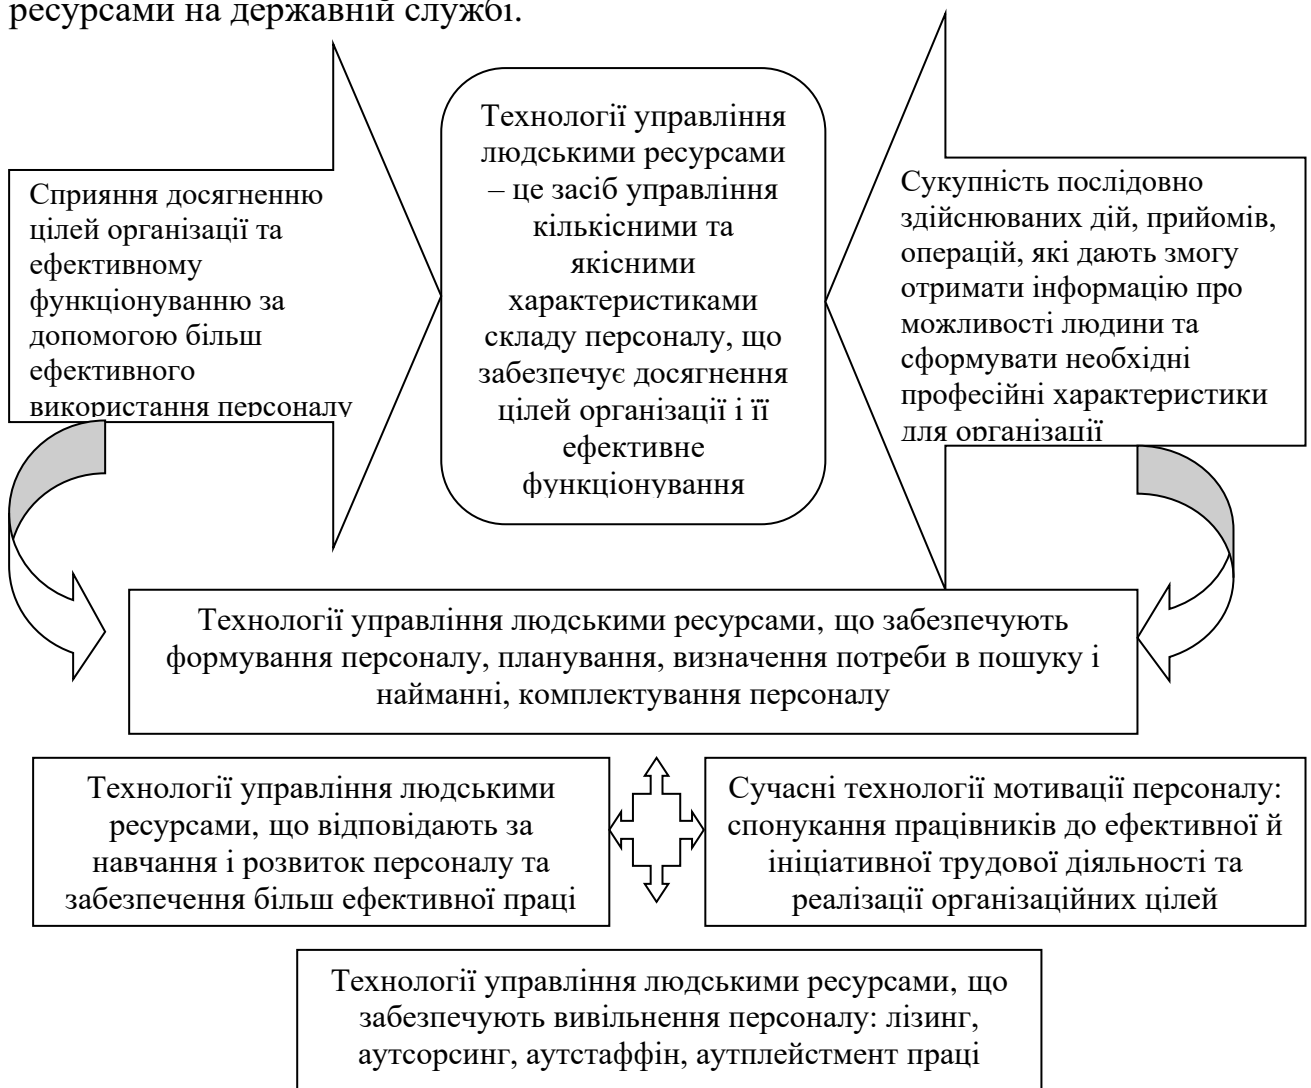 ресурсами на державній службі.
Сприяння досягненню
цілей організації та
ефективному
функціонуванню за
допомогою більш
ефективного
використання персоналу
Технології управління
людськими ресурсами
– це засіб управління
кількісними та
якісними
характеристиками
складу персоналу, що
забезпечує досягнення
цілей організації і її
ефективне
функціонування
Сукупність послідовно
здійснюваних дій, прийомів,
операцій, які дають змогу
отримати інформацію про
можливості людини та
сформувати необхідні
професійні характеристики
для організації
Технології управління людськими ресурсами, що забезпечують
формування персоналу, планування, визначення потреби в пошуку і
найманні, комплектування персоналу
Технології управління людськими
ресурсами, що відповідають за
навчання і розвиток персоналу та
забезпечення більш ефективної праці
Сучасні технології мотивації персоналу:
спонукання працівників до ефективної й
ініціативної трудової діяльності та
реалізації організаційних цілей
Технології управління людськими ресурсами, що
забезпечують вивільнення персоналу: лізинг,
аутсорсинг, аутстаффін, аутплейстмент праці